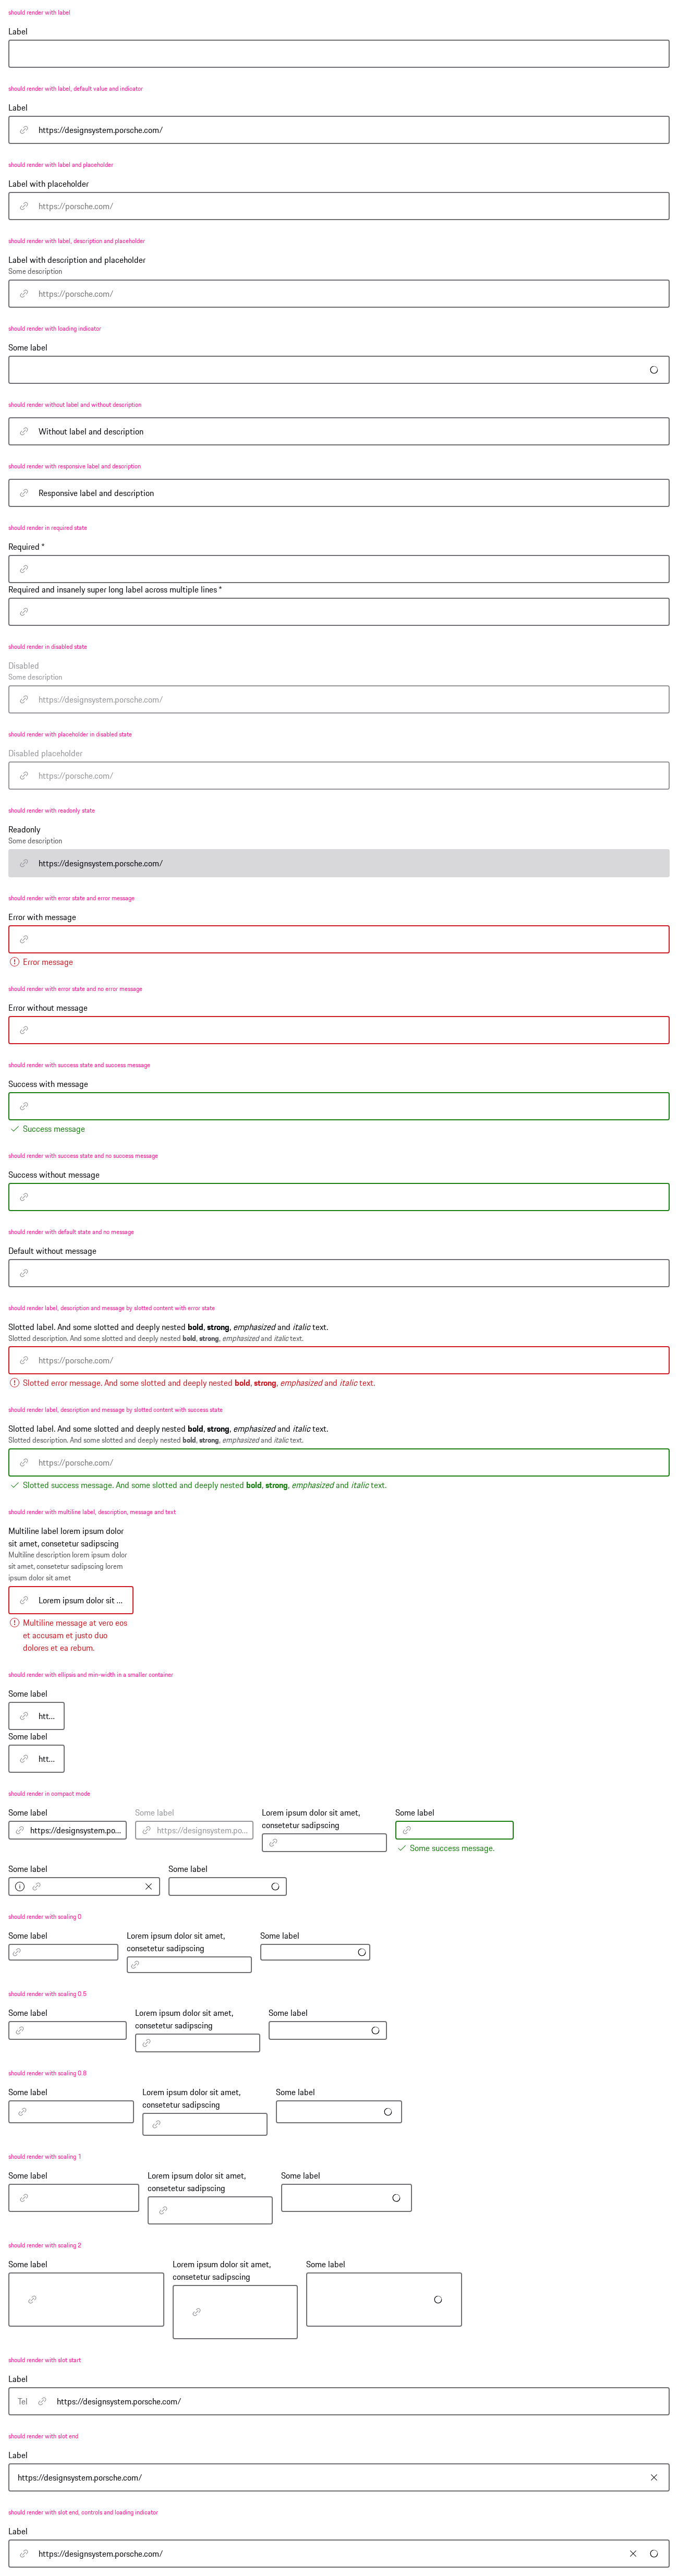 should render with label
Label
should render with label, default value and indicator
Label
https://designsystem.porsche.com/
should render with label and placeholder
Label with placeholder
https://porsche.com/
should render with label, description and placeholder
Label with description and placeholder
Some description
https://porsche.com/
should render with loading indicator
Some label
should render without label and without description
Without label and description
should render with responsive label and description
Responsive label and description
should render in required state
Required *
Required and insanely super long label across multiple lines *
should render in disabled state
Disabled
Some description
https://designsystem.porsche.com/
should render with placeholder in disabled state
Disabled placeholder
https://porsche.com/
should render with readonly state
Readonly
Some description
https://designsystem.porsche.com/
should render with error state and error message
Error with message
Error message
should render with error state and no error message
Error without message
should render with success state and success message
Success with message
Success message
should render with success state and no success message
Success without message
should render with default state and no message
Default without message
should render label, description and message by slotted content with error state
Slotted label. And some slotted and deeply nested bold, strong, emphasized and italic text.
Slotted description. And some slotted and deeply nested bold, strong, emphasized and italic text.
https://porsche.com/
Slotted error message. And some slotted and deeply nested bold, strong, emphasized and italic text.
should render label, description and message by slotted content with success state
Slotted label. And some slotted and deeply nested bold, strong, emphasized and italic text.
Slotted description. And some slotted and deeply nested bold, strong, emphasized and italic text.
https://porsche.com/
Slotted success message. And some slotted and deeply nested bold, strong, emphasized and italic text.
should render with multiline label, description, message and text
Multiline label lorem ipsum dolor
sit amet, consetetur sadipscing
Multiline description lorem ipsum dolor
sit amet, consetetur sadipscing lorem
ipsum dolor sit amet
Lorem ipsum dolor sit ...
Multiline message at vero eos
et accusam et justo duo
dolores et ea rebum.
should render with ellipsis and min-width in a smaller container
Some label
htt...
Some label
htt...
should render in compact mode
Some label
https://designsystem.po...
Some label
https://designsystem.po...
Lorem ipsum dolor sit amet,
consetetur sadipscing
Some label
Some success message.
Some label
Some label
should render with scaling 0
Some label
Lorem ipsum dolor sit amet,
consetetur sadipscing
Some label
should render with scaling 0.5
Some label
Lorem ipsum dolor sit amet,
consetetur sadipscing
Some label
should render with scaling 0.8
Some label
Lorem ipsum dolor sit amet,
consetetur sadipscing
Some label
should render with scaling 1
Some label
Lorem ipsum dolor sit amet,
consetetur sadipscing
Some label
should render with scaling 2
Some label
Lorem ipsum dolor sit amet,
consetetur sadipscing
Some label
should render with slot start
Label
Tel
https://designsystem.porsche.com/
should render with slot end
Label
https://designsystem.porsche.com/
should render with slot end, controls and loading indicator
Label
https://designsystem.porsche.com/